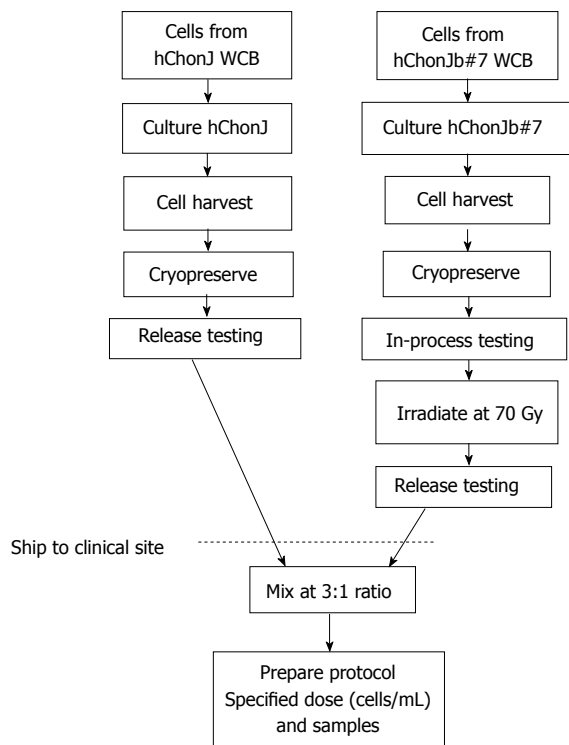 Cells from
hChonJ WCB
Culture hChonJ
Cell harvest
Cryopreserve
Release testing
Cells from
hChonJb#7 WCB
Culture hChonJb#7
Cell harvest
Cryopreserve
In-process testing
Irradiate at 70 Gy
Release testing
Ship to clinical site
Mix at 3:1 ratio
Prepare protocol
Specified dose (cells/mL)
and samples